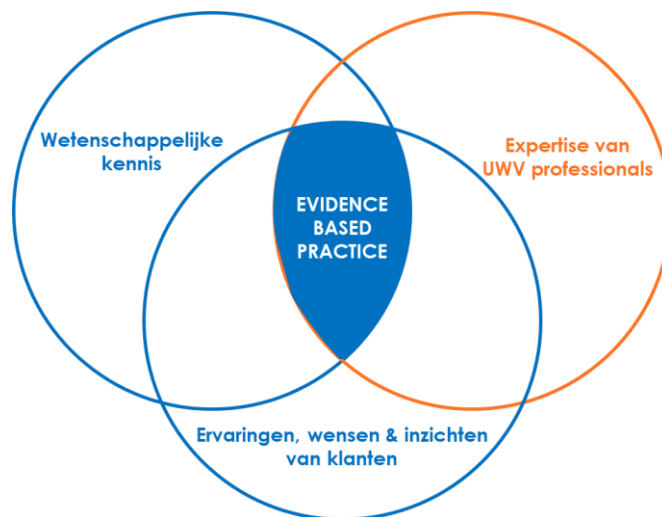 Wetenschappelijke
kennis
Expertise van
UWV professionals
EVIDENCE
BASED
PRACTICE
Ervaringen, wensen & inzichten
van klanten